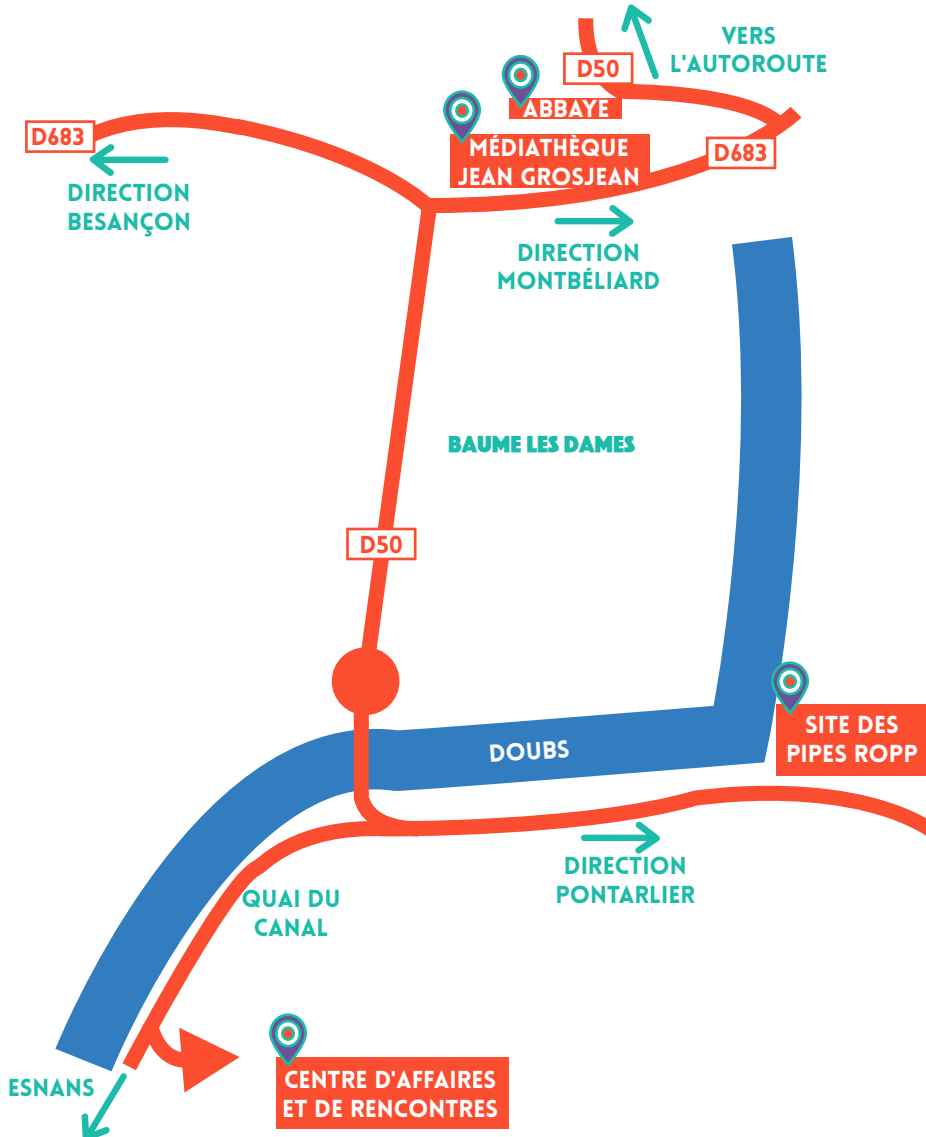 VERS
L'AUTOROUTE
D50
ABBAYE
D683
MÉDIATHÈQUE
JEAN GROSJEAN
D683
DIRECTION
BESANÇON
DIRECTION
MONTBÉLIARD
BAUME LES DAMES
D50
SITE DES
PIPES ROPP
DOUBS
DIRECTION
PONTARLIER
QUAI DU
CANAL
ESNANS
CENTRE D'AFFAIRES
ET DE RENCONTRES